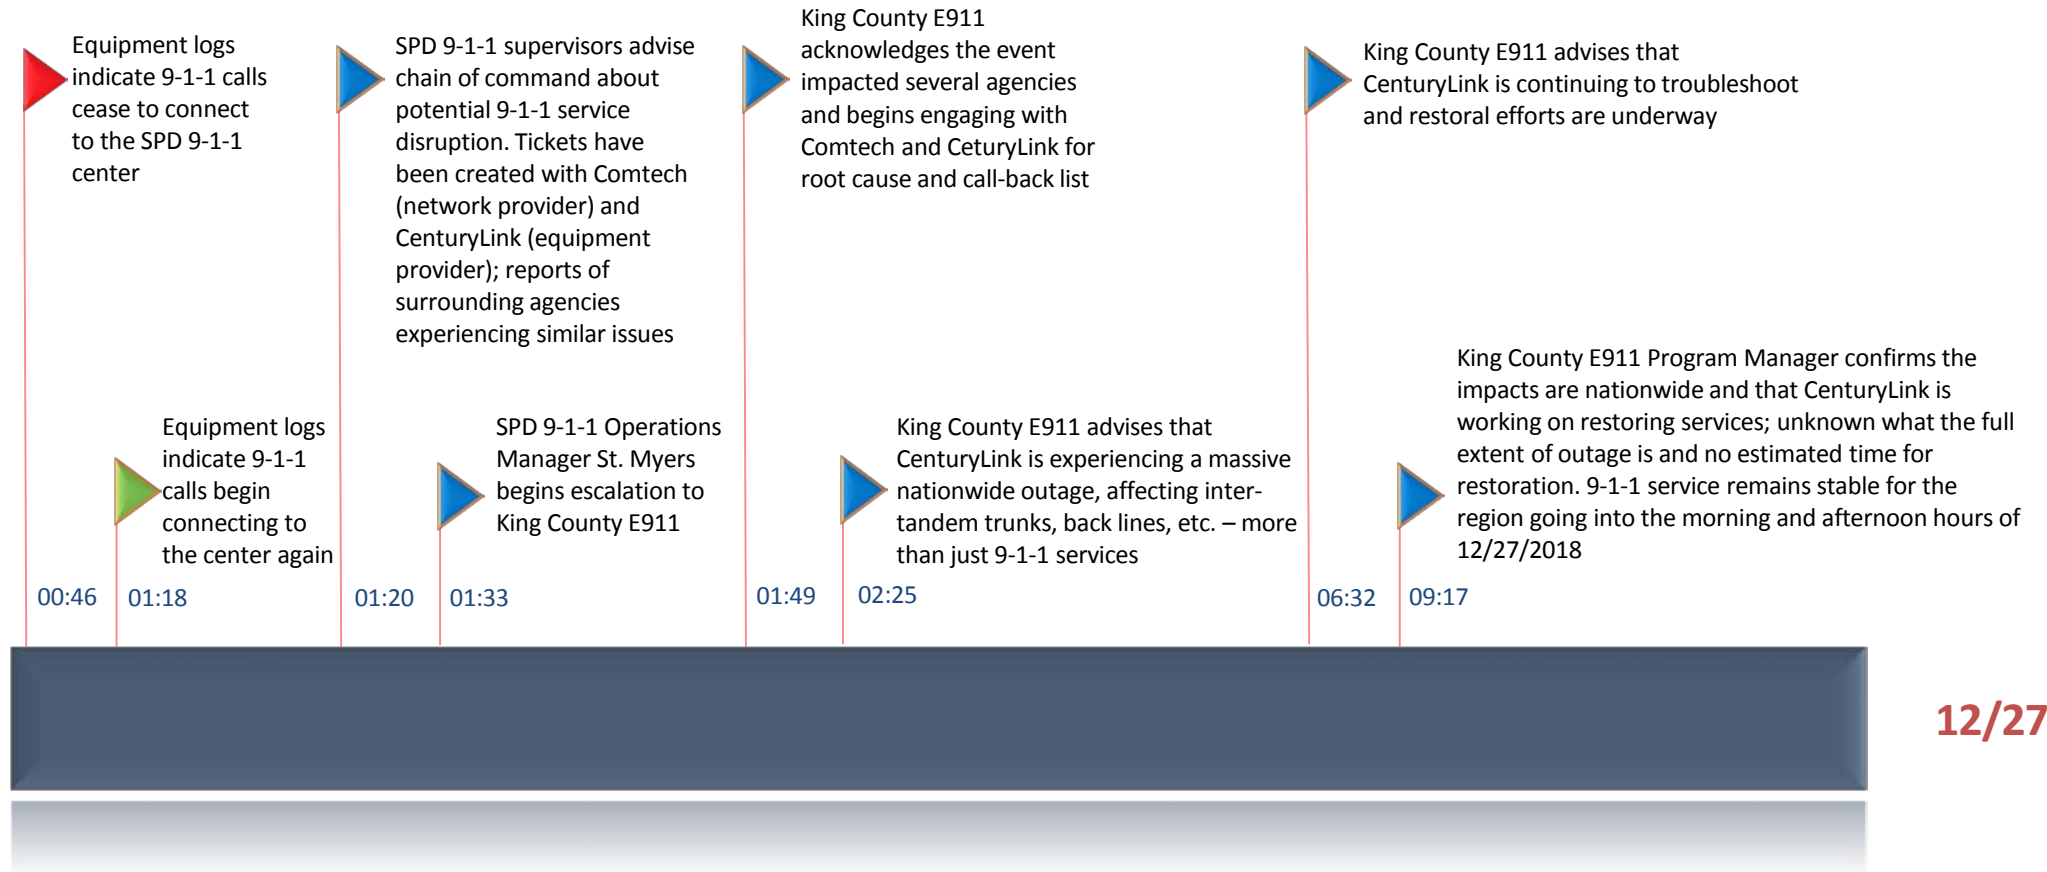 Equipment logs
indicate 9-1-1 calls
cease to connect
to the SPD 9-1-1
center
SPD 9-1-1 supervisors advise
chain of command about
potential 9-1-1 service
disruption. Tickets have
been created with Comtech
(network provider) and
CenturyLink (equipment
provider); reports of
surrounding agencies
experiencing similar issues
King County E911
acknowledges the event
impacted several agencies
and begins engaging with
Comtech and CeturyLink for
root cause and call-back list
King County E911 advises that
CenturyLink is continuing to troubleshoot
and restoral efforts are underway
Equipment logs
indicate 9-1-1
calls begin
connecting to
the center again
SPD 9-1-1 Operations
Manager St. Myers
begins escalation to
King County E911
King County E911 advises that
CenturyLink is experiencing a massive
nationwide outage, affecting inter-
tandem trunks, back lines, etc. – more
than just 9-1-1 services
King County E911 Program Manager confirms the
impacts are nationwide and that CenturyLink is
working on restoring services; unknown what the full
extent of outage is and no estimated time for
restoration. 9-1-1 service remains stable for the
region going into the morning and afternoon hours of
12/27/2018
00:46
01:18
01:20
01:33
01:49
02:25
06:32
09:17
12/27